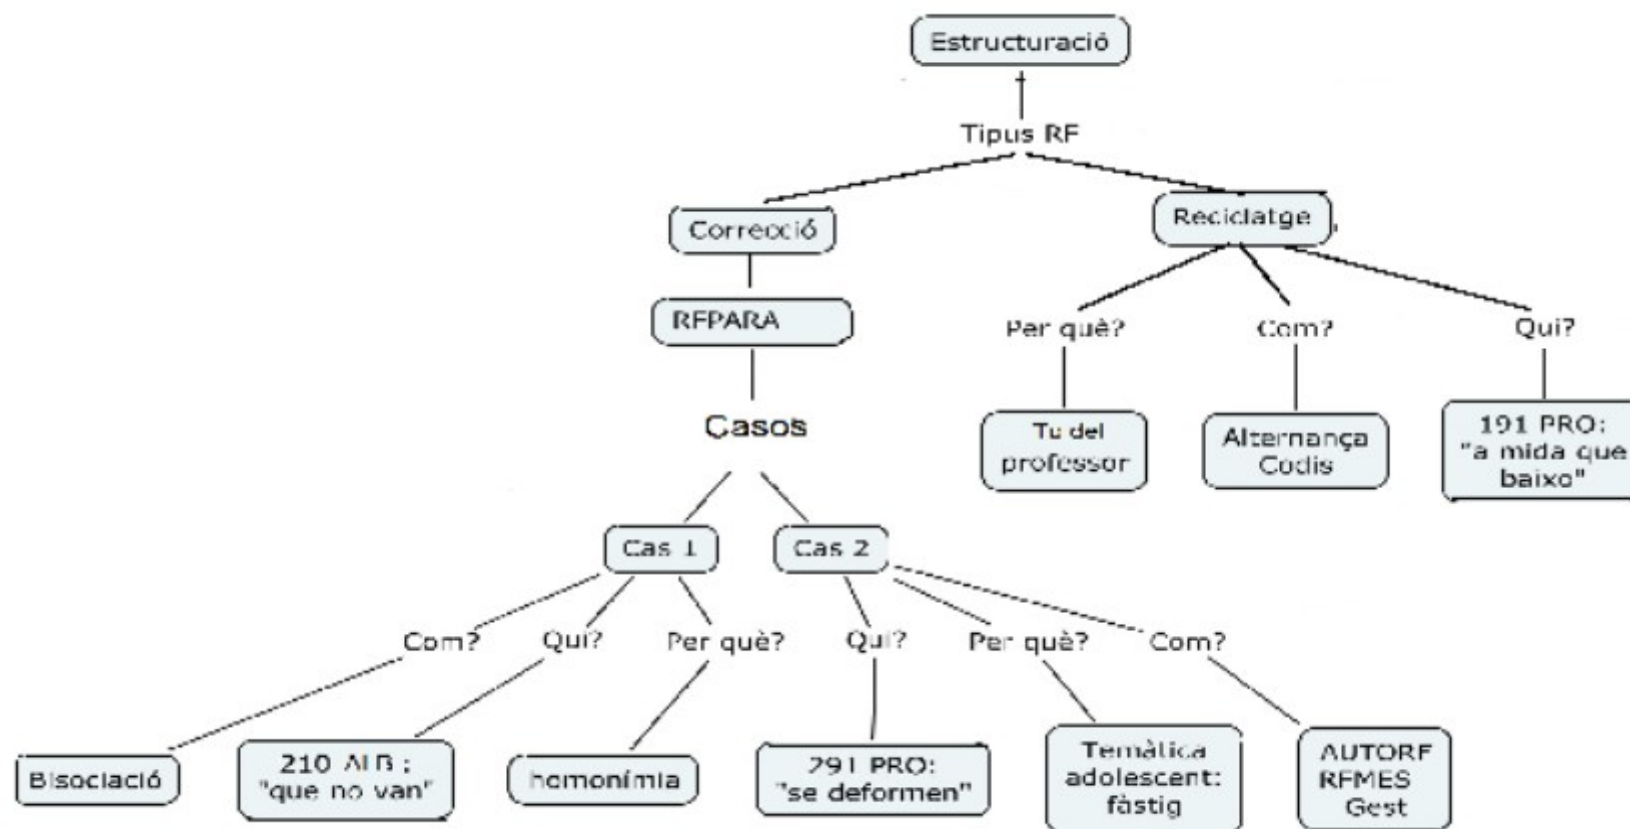 Estructuració
Tipus RF
Correcció
Reciclatge
RFPARA
Per què?
Com?
Qui?
Casos
Tu del
professor
Alternança
Codis
191 PRO:
"a mida que
baixo"
Cas 1
Cas 2
Com?
Qui?
Per què?
Qui?
Per què?
Com?
Bisociació
210 ALB:
"que no van"
homonímia
291 PRO:
"se deformen"
Temàtica
adolescent:
fàstig
AUTORF
RFMES
Gest